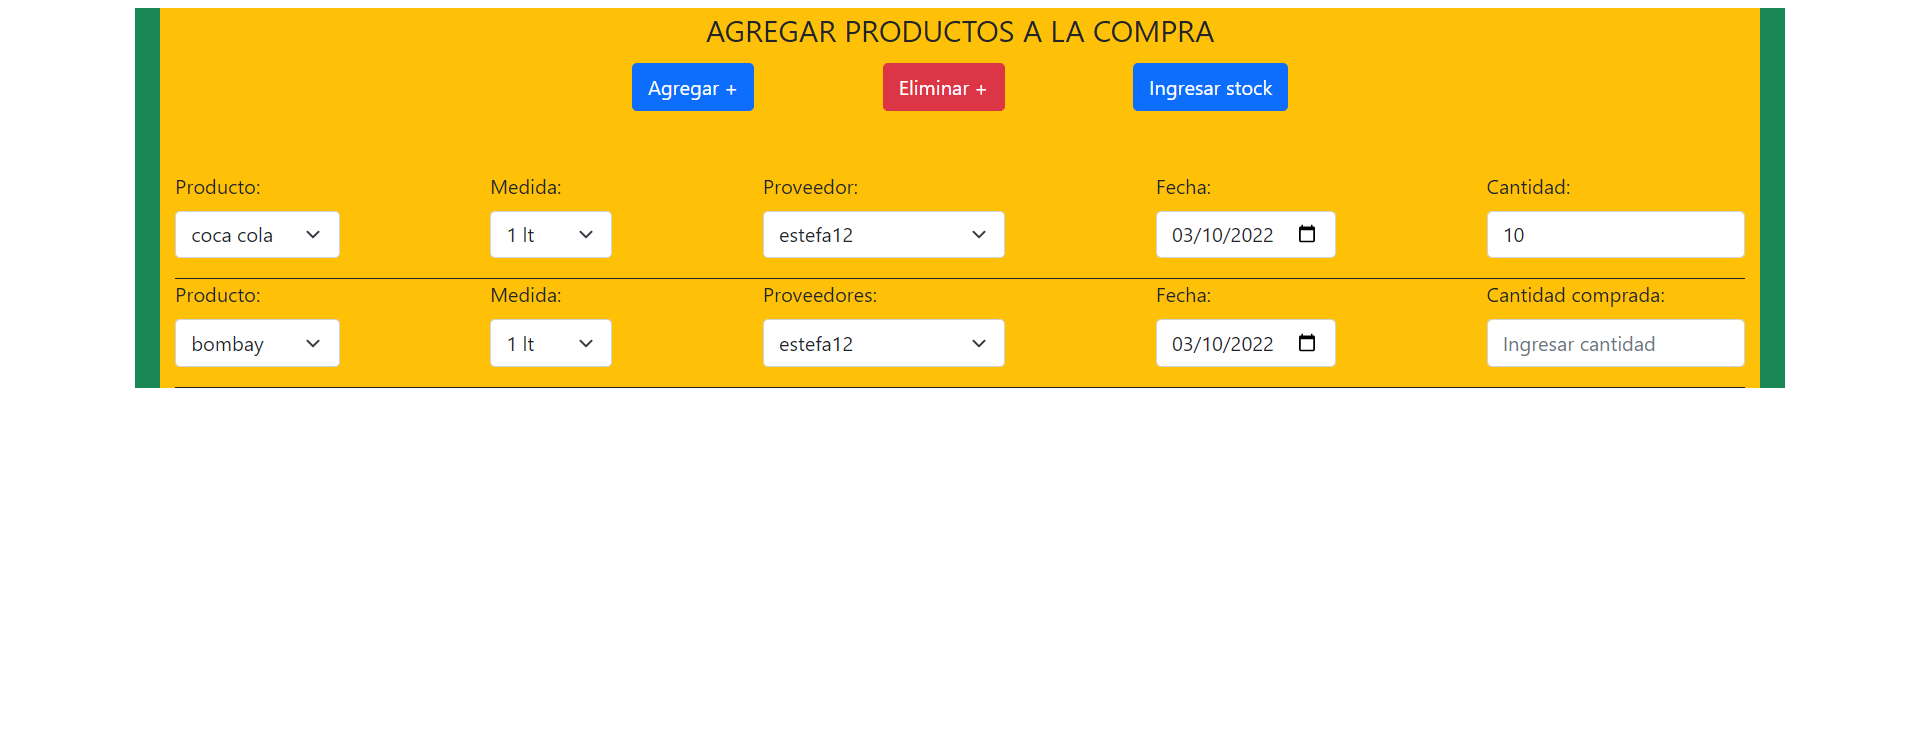 AGREGAR PRODUCTOS A LA COMPRA
Agregar + Eliminar + Ingresar stock
Producto: Medida: Proveedor: Fecha: Cantidad:
coca cola 1 lt estefa12 03/10/2022 10
Producto: Medida: Proveedores: Fecha: Cantidad comprada:
bombay 1 lt estefa12 03/10/2022 Ingresar cantidad